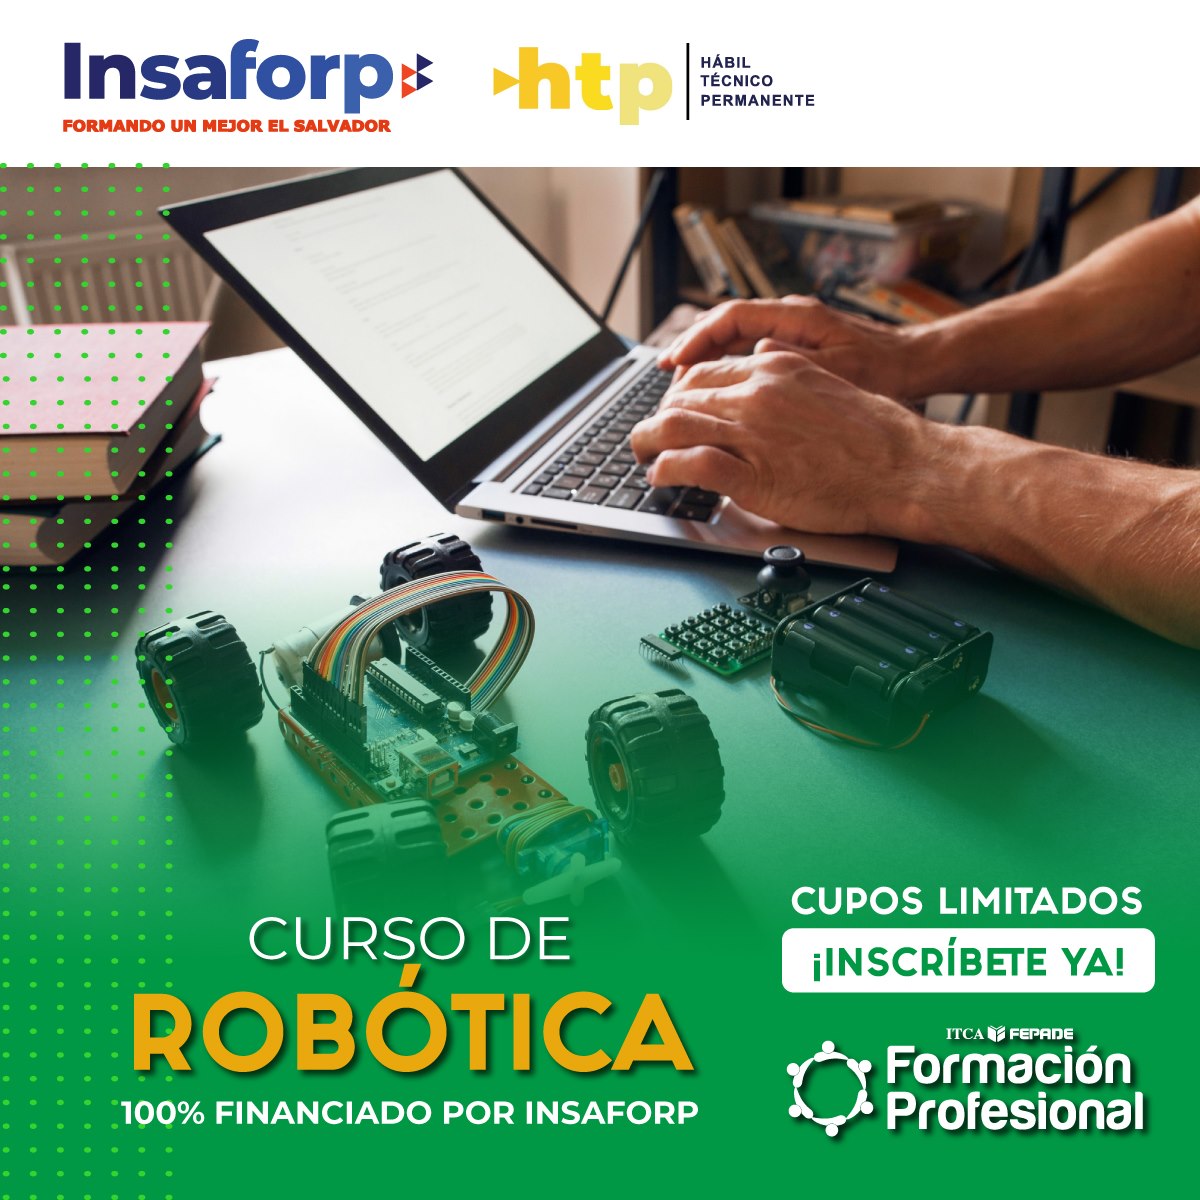 Insaforp
FORMANDO UN MEJOR EL SALVADOR
htp
HÁBIL
TÉCNICO
PERMANENTE
CURSO DE
ROBÓTICA
100% FINANCIADO POR INSAFORP
CUPOS LIMITADOS
¡INSCRÍBETE YA!
ITCA FEPADE
Formación
Profesional